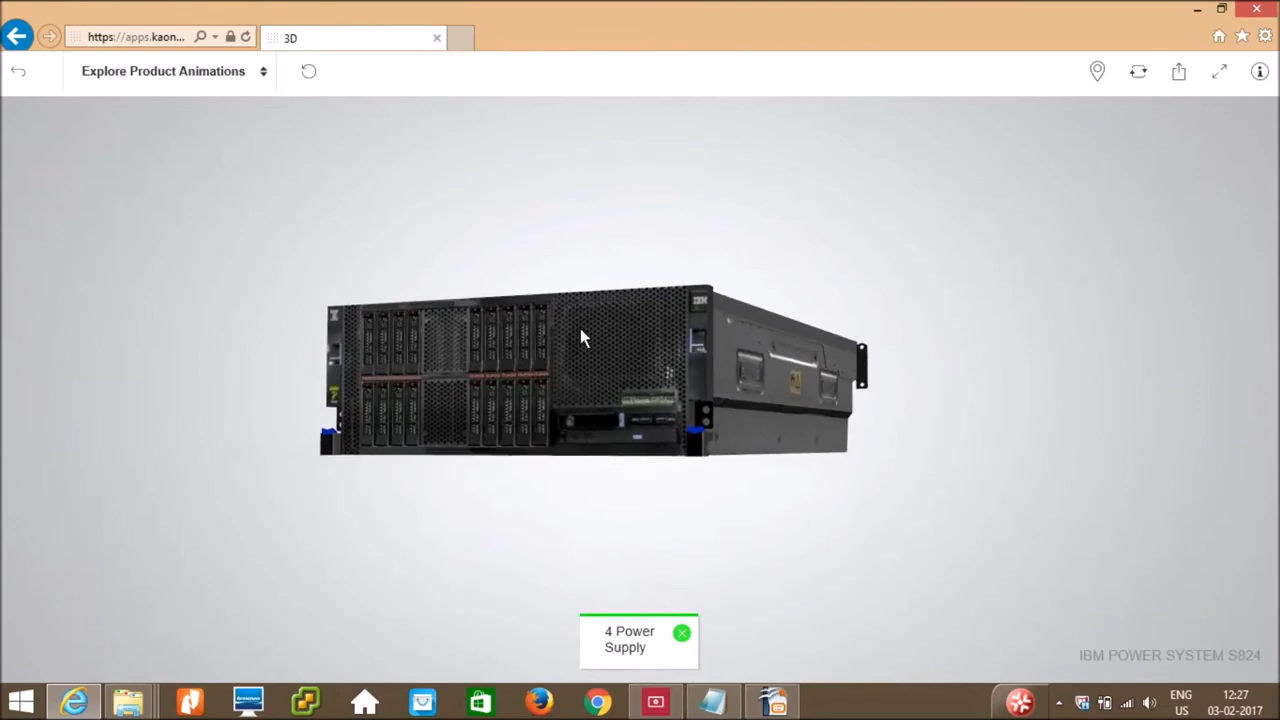 https://apps.kaon...
3D
Explore Product Animations
IBM
4 Power
Supply
IBM POWER SYSTEM S824
ENG
US
12:27
03-02-2017